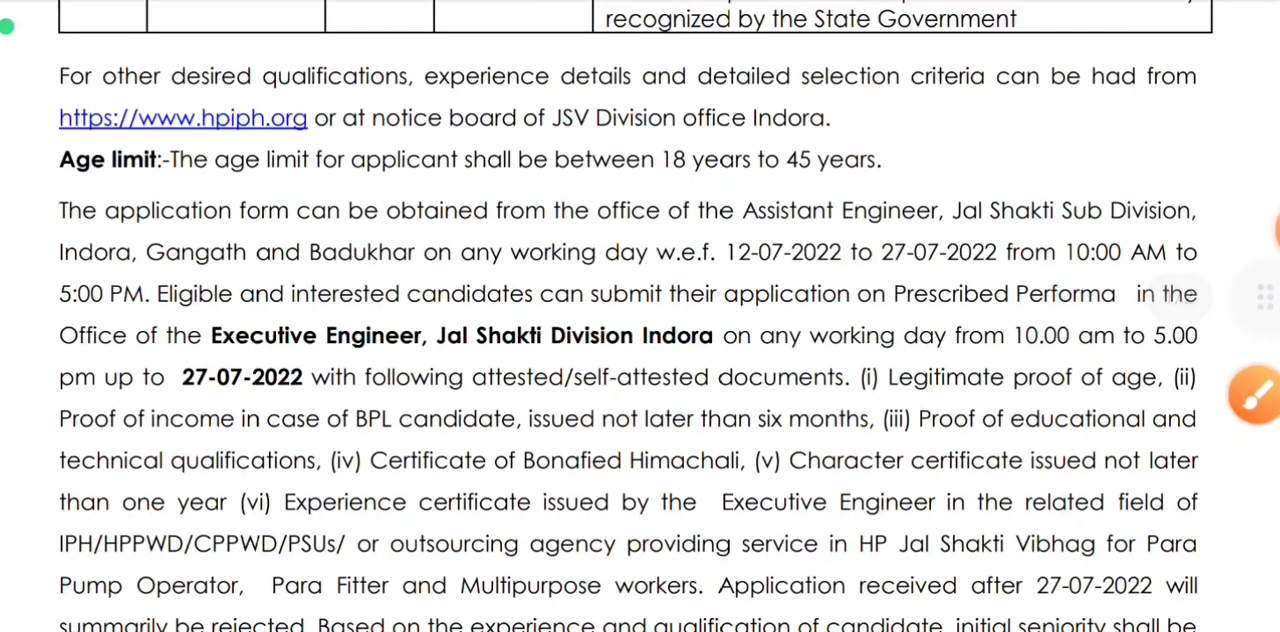 recognized by the State Government
For other desired qualifications, experience details and detailed selection criteria can be had from
https://www.hpiph.org or at notice board of JSV Division office Indora.
Age limit:-The age limit for applicant shall be between 18 years to 45 years.
The application form can be obtained from the office of the Assistant Engineer, Jal Shakti Sub Division,
Indora, Gangath and Badukhar on any working day w.e.f. 12-07-2022 to 27-07-2022 from 10:00 AM to
5:00 PM. Eligible and interested candidates can submit their application on Prescribed Performa in the
Office of the Executive Engineer, Jal Shakti Division Indora on any working day from 10.00 am to 5.00
pm up to 27-07-2022 with following attested/self-attested documents. (i) Legitimate proof of age, (ii)
Proof of income in case of BPL candidate, issued not later than six months, (iii) Proof of educational and
technical qualifications, (iv) Certificate of Bonafied Himachali, (v) Character certificate issued not later
than one year (vi) Experience certificate issued by the Executive Engineer in the related field of
IPH/HPPWD/CPPWD/PSUs/ or outsourcing agency providing service in HP Jal Shakti Vibhag for Para
Pump Operator, Para Fitter and Multipurpose workers. Application received after 27-07-2022 will
summarily be rejected. Based on the experience and qualification of candidate, initial seniority shall be